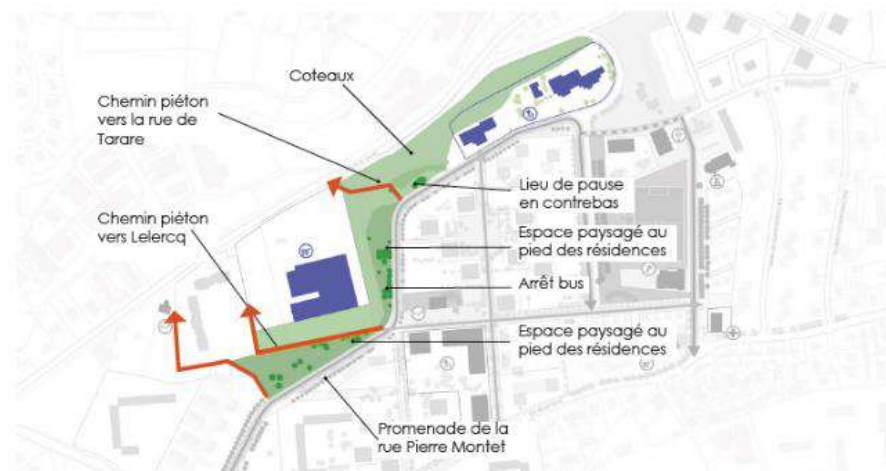 Coteaux
Chemin piéton
vers la rue de
Tarare
Lieu de pause
en contrebas
Chemin piéton
vers Lelercq
Espace paysagé au
pied des résidences
Arrêt bus
Espace paysagé au
pied des résidences
Promenade de la
rue Pierre Montet